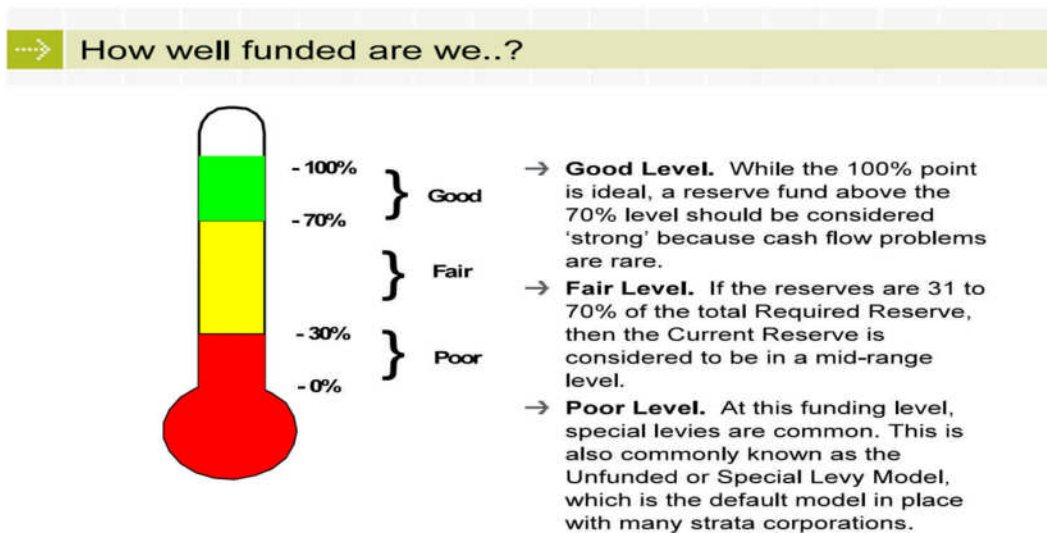 How well funded are we..?
- 100%
- 70%
- 30%
- 0%
} Good
} Fair
} Poor
→ Good Level. While the 100% point
is ideal, a reserve fund above the
70% level should be considered
‘strong’ because cash flow problems
are rare.
→ Fair Level. If the reserves are 31 to
70% of the total Required Reserve,
then the Current Reserve is
considered to be in a mid-range
level.
→ Poor Level. At this funding level,
special levies are common. This is
also commonly known as the
Unfunded or Special Levy Model,
which is the default model in place
with many strata corporations.